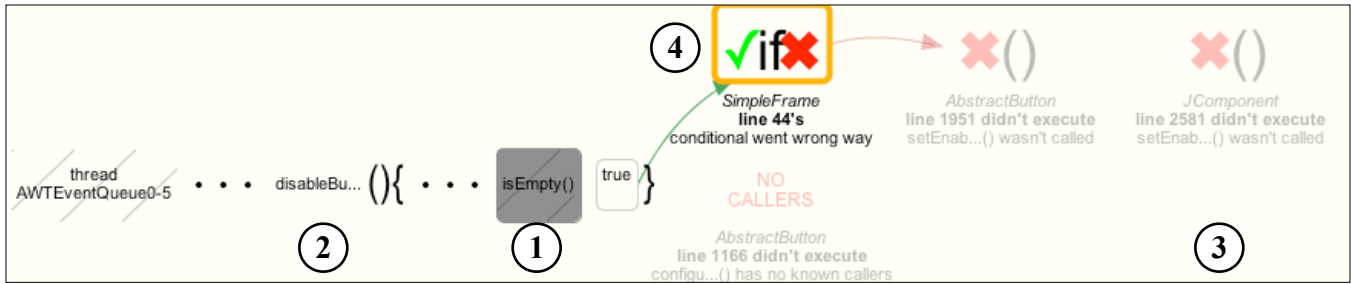 4
if
()
()
SimpleFrame
line 44's
conditional went wrong way
AbstractButton
line 1951 didn't execute
setEnab...() wasn't called
JComponent
line 2581 didn't execute
setEnab...() wasn't called
thread
AWTEventQueue0-5
• • •
disableBu... (){
• • •
isEmpty()
true
}
NO
CALLERS
2
1
3
AbstractButton
line 1166 didn't execute
configu...() has no known callers